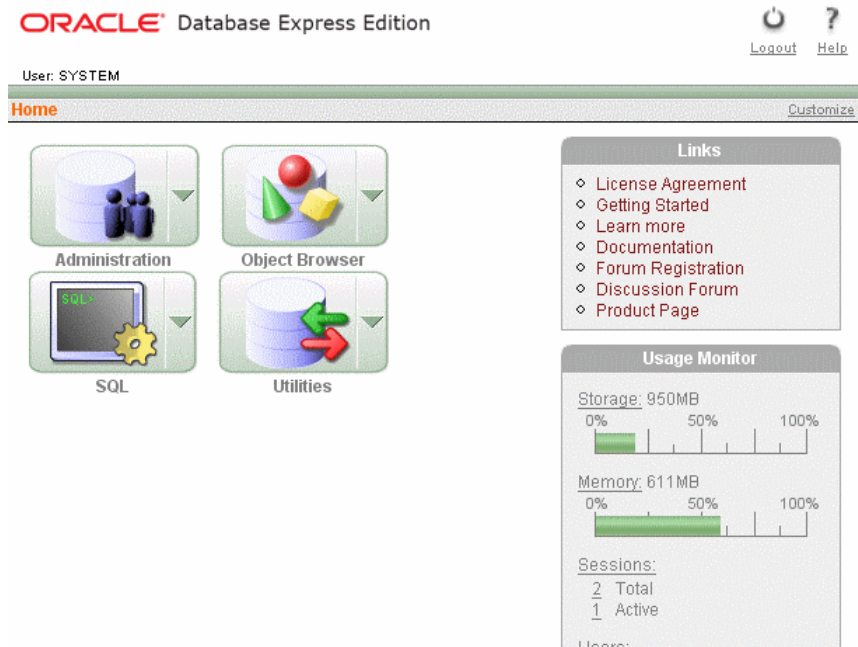 ORACLE® Database Express Edition
Logout Help
User: SYSTEM
Home
Customize
Administration
Object Browser
SQL>
SQL
Utilities
Links
License Agreement
Getting Started
Learn more
Documentation
Forum Registration
Discussion Forum
Product Page
Usage Monitor
Storage: 950MB
0% 50% 100%
Memory: 611MB
0% 50% 100%
Sessions:
2 Total
1 Active
Users: